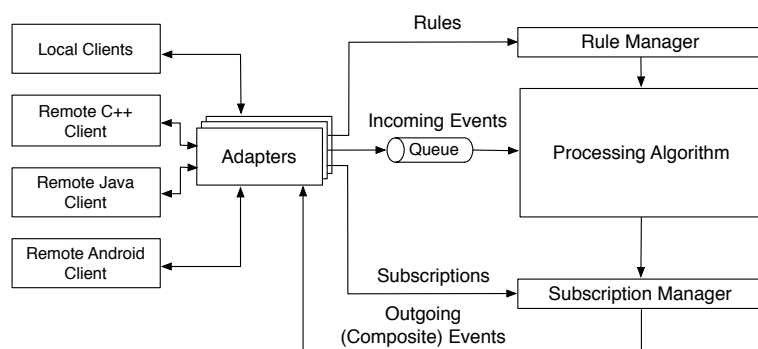 Rules
Rule Manager
Local Clients
Remote C++
Client
Incoming Events
Adapters
Queue
Processing Algorithm
Remote Java
Client
Remote Android
Client
Subscriptions
Subscription Manager
Outgoing
(Composite) Events